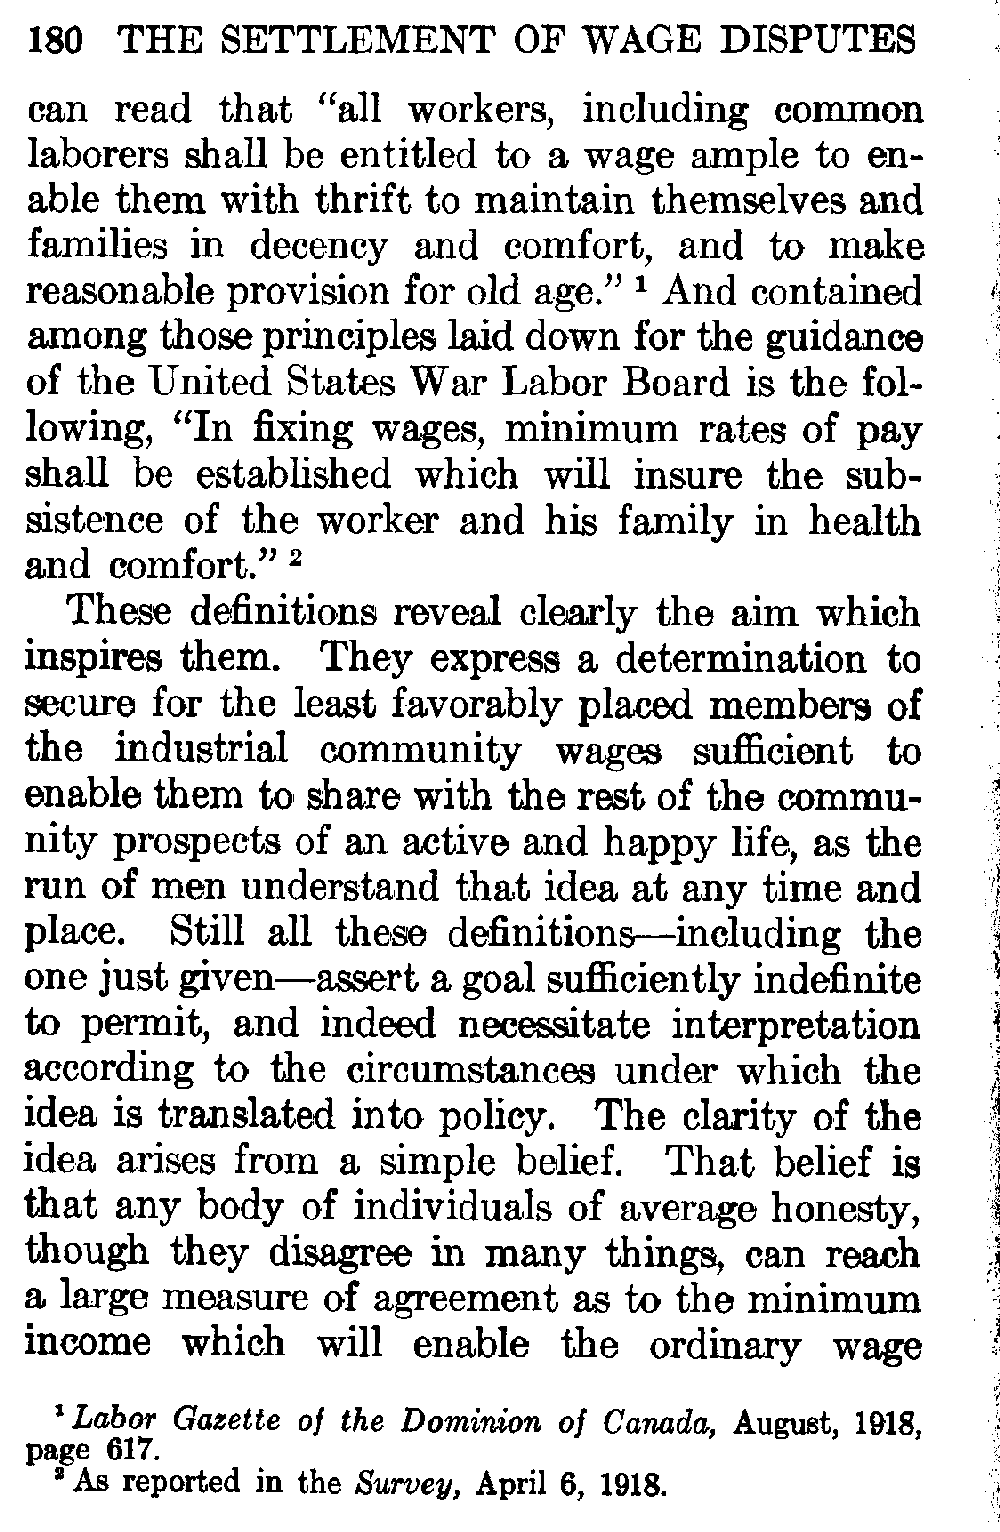 180 THE SETTLEMENT OF WAGE DISPUTES
can read that “all workers, including common
laborers shall be entitled to a wage ample to en-
able them with thrift to maintain themselves and
families in decency and comfort, and to make
reasonable provision for old age.” ¹ And contained
among those principles laid down for the guidance
of the United States War Labor Board is the fol-
lowing, “In fixing wages, minimum rates of pay
shall be established which will insure the sub-
sistence of the worker and his family in health
and comfort.” ²
These definitions reveal clearly the aim which
inspires them. They express a determination to
secure for the least favorably placed members of
the industrial community wages sufficient to
enable them to share with the rest of the commu-
nity prospects of an active and happy life, as the
run of men understand that idea at any time and
place. Still all these definitions—including the
one just given—assert a goal sufficiently indefinite
to permit, and indeed necessitate interpretation
according to the circumstances under which the
idea is translated into policy. The clarity of the
idea arises from a simple belief. That belief is
that any body of individuals of average honesty,
though they disagree in many things, can reach
a large measure of agreement as to the minimum
income which will enable the ordinary wage
¹ Labor Gazette of the Dominion of Canada, August, 1918,
page 617.
² As reported in the Survey, April 6, 1918.